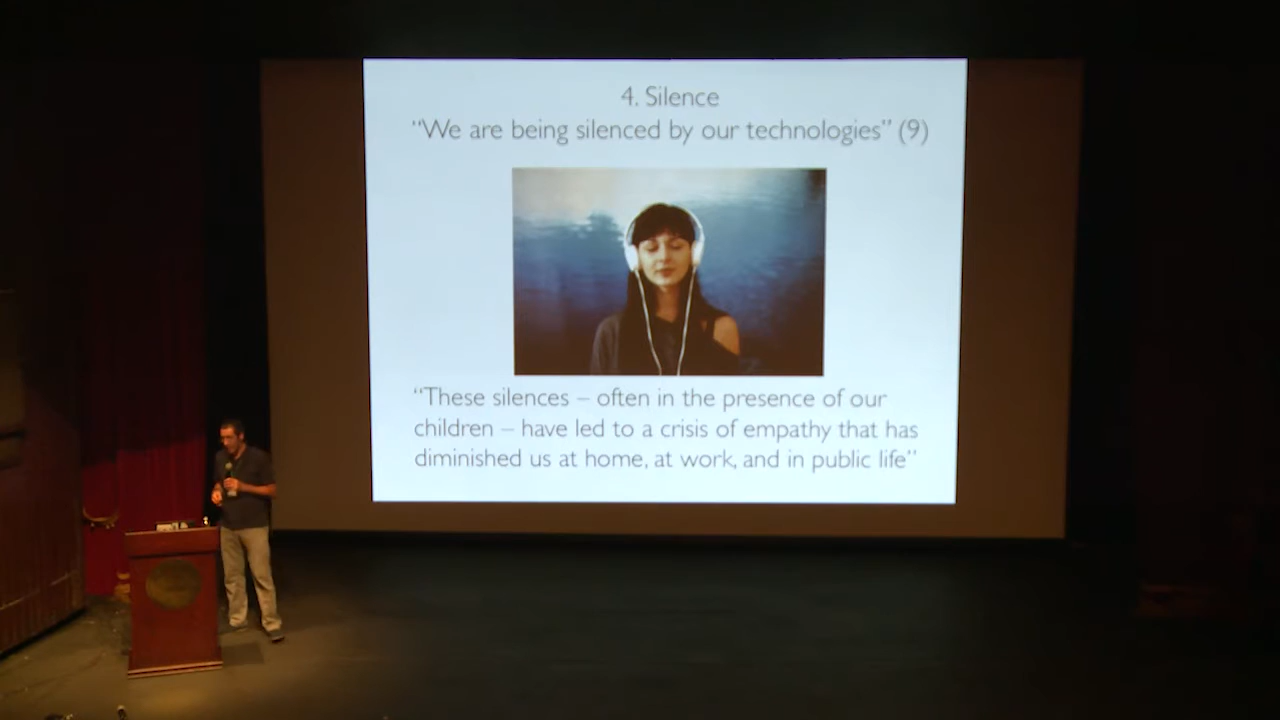 4. Silence
“We are being silenced by our technologies” (9)
“These silences – often in the presence of our
children – have led to a crisis of empathy that has
diminished us at home, at work, and in public life”